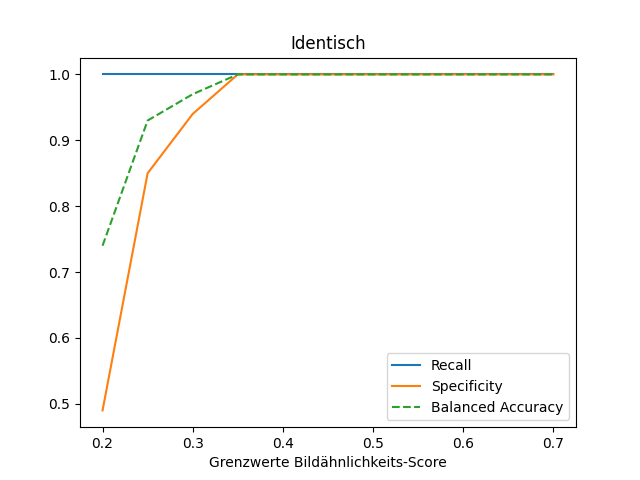 Identisch
1.0
0.9
0.8
0.7
0.6
0.5
Recall
Specificity
Balanced Accuracy
0.2 0.3 0.4 0.5 0.6 0.7
Grenzwerte Bildähnlichkeits-Score